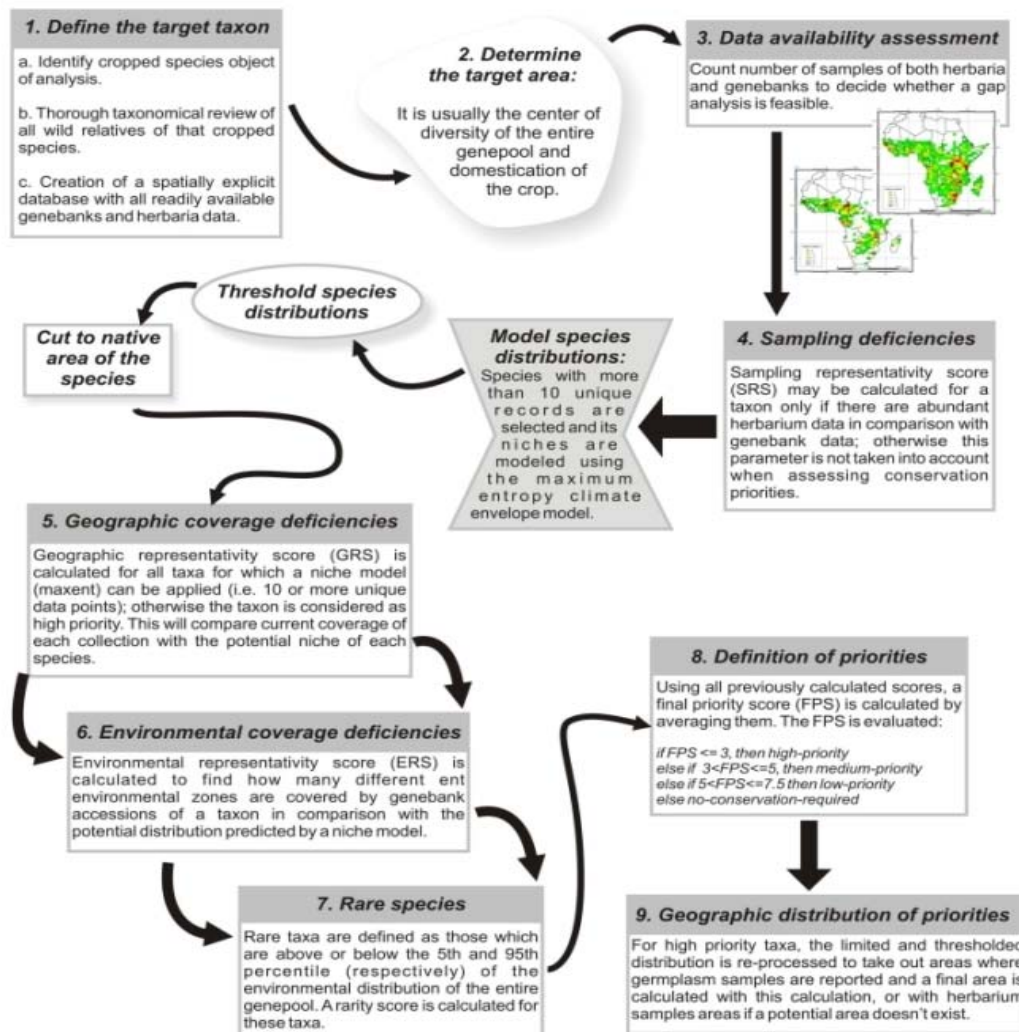 1. Define the target taxon
a. Identify cropped species object
of analysis.
b. Thorough taxonomical review of
all wild relatives of that cropped
species.
c. Creation of a spatially explicit
database with all readily available
genebanks and herbaria data.
2. Determine
the target area:
It is usually the center of
diversity of the entire
genepool and
domestication of
the crop.
3. Data availability assessment
Count number of samples of both herbaria
and genebanks to decide whether a gap
analysis is feasible.
4. Sampling deficiencies
Sampling representativity score
(SRS) may be calculated for a
taxon only if there are abundant
herbarium data in comparison with
genebank data; otherwise this
parameter is not taken into account
when assessing conservation
priorities.
Model species
distributions:
Species with more
than 10 unique
records are
selected and its
niches are
modeled using
the maximum
entropy climate
envelope model.
Threshold species
distributions
Cut to native
area of the
species
5. Geographic coverage deficiencies
Geographic representativity score (GRS) is
calculated for all taxa for which a niche model
(maxent) can be applied (i.e. 10 or more unique
data points); otherwise the taxon is considered as
high priority. This will compare current coverage of
each collection with the potential niche of each
species.
6. Environmental coverage deficiencies
Environmental representativity score (ERS) is
calculated to find how many different ent
environmental zones are covered by genebank
accessions of a taxon in comparison with the
potential distribution predicted by a niche model.
7. Rare species
Rare taxa are defined as those which
are above or below the 5th and 95th
percentile (respectively) of the
environmental distribution of the entire
genepool. A rarity score is calculated for
these taxa.
8. Definition of priorities
Using all previously calculated scores, a
final priority score (FPS) is calculated by
averaging them. The FPS is evaluated:
if FPS <= 3, then high-priority
else if 3<FPS<=5, then medium-priority
else if 5<FPS<=7.5 then low-priority
else no-conservation-required
9. Geographic distribution of priorities
For high priority taxa, the limited and thresholded
distribution is re-processed to take out areas where
germplasm samples are reported and a final area is
calculated with this calculation, or with herbarium
samples areas if a potential area doesn't exist.